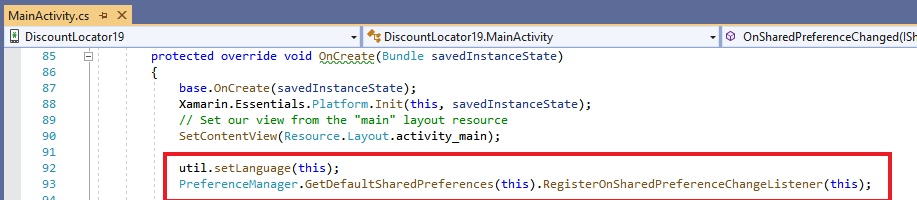 MainActivity.cs
DiscountLocator19 DiscountLocator19.MainActivity OnSharedPreferenceChanged(ISh
85 protected override void OnCreate(Bundle savedInstanceState)
86 {
87 base.OnCreate(savedInstanceState);
88 Xamarin.Essentials.Platform.Init(this, savedInstanceState);
89 // Set our view from the "main" layout resource
90 SetContentView(Resource.Layout.activity_main);
91
92 util.setLanguage(this);
93 PreferenceManager.GetDefaultSharedPreferences(this).RegisterOnSharedPreferenceChangeListener(this);
94